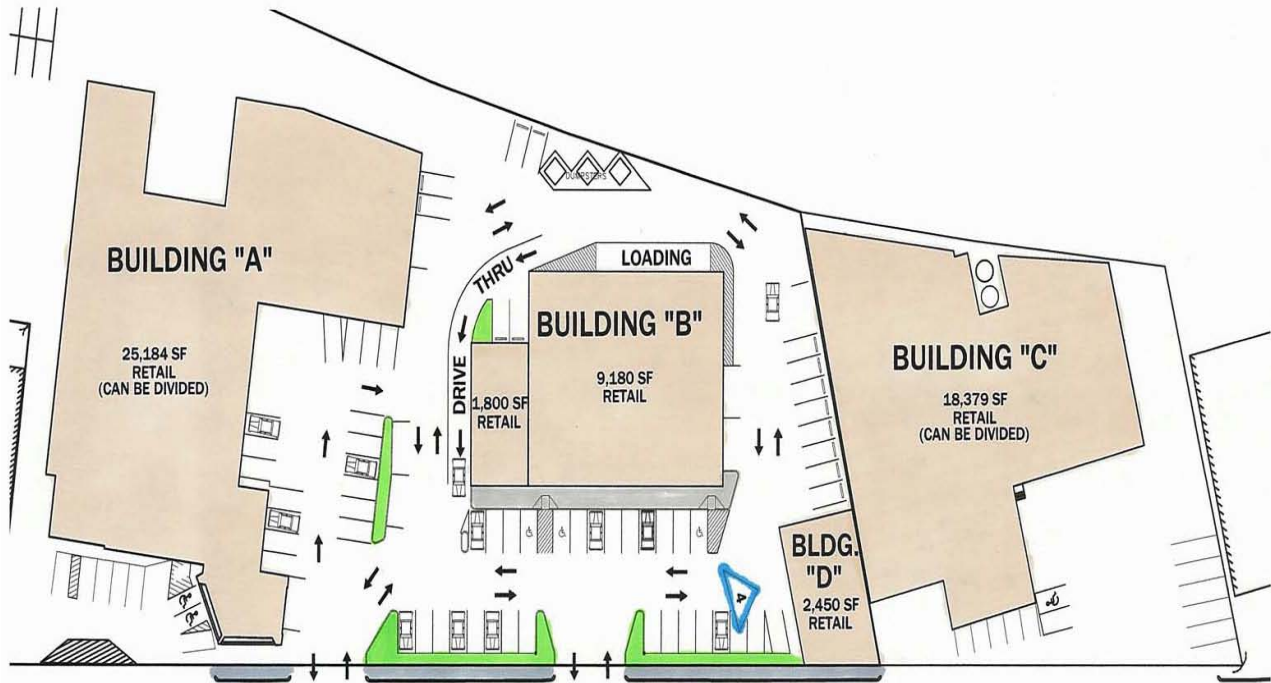 DUMPSTERS
BUILDING "A"
25,184 SF
RETAIL
(CAN BE DIVIDED)
THRU
DRIVE
LOADING
BUILDING "B"
9,180 SF
RETAIL
1,800 SF
RETAIL
BUILDING "C"
18,379 SF
RETAIL
(CAN BE DIVIDED)
BLDG.
"D"
2,450 SF
RETAIL
4